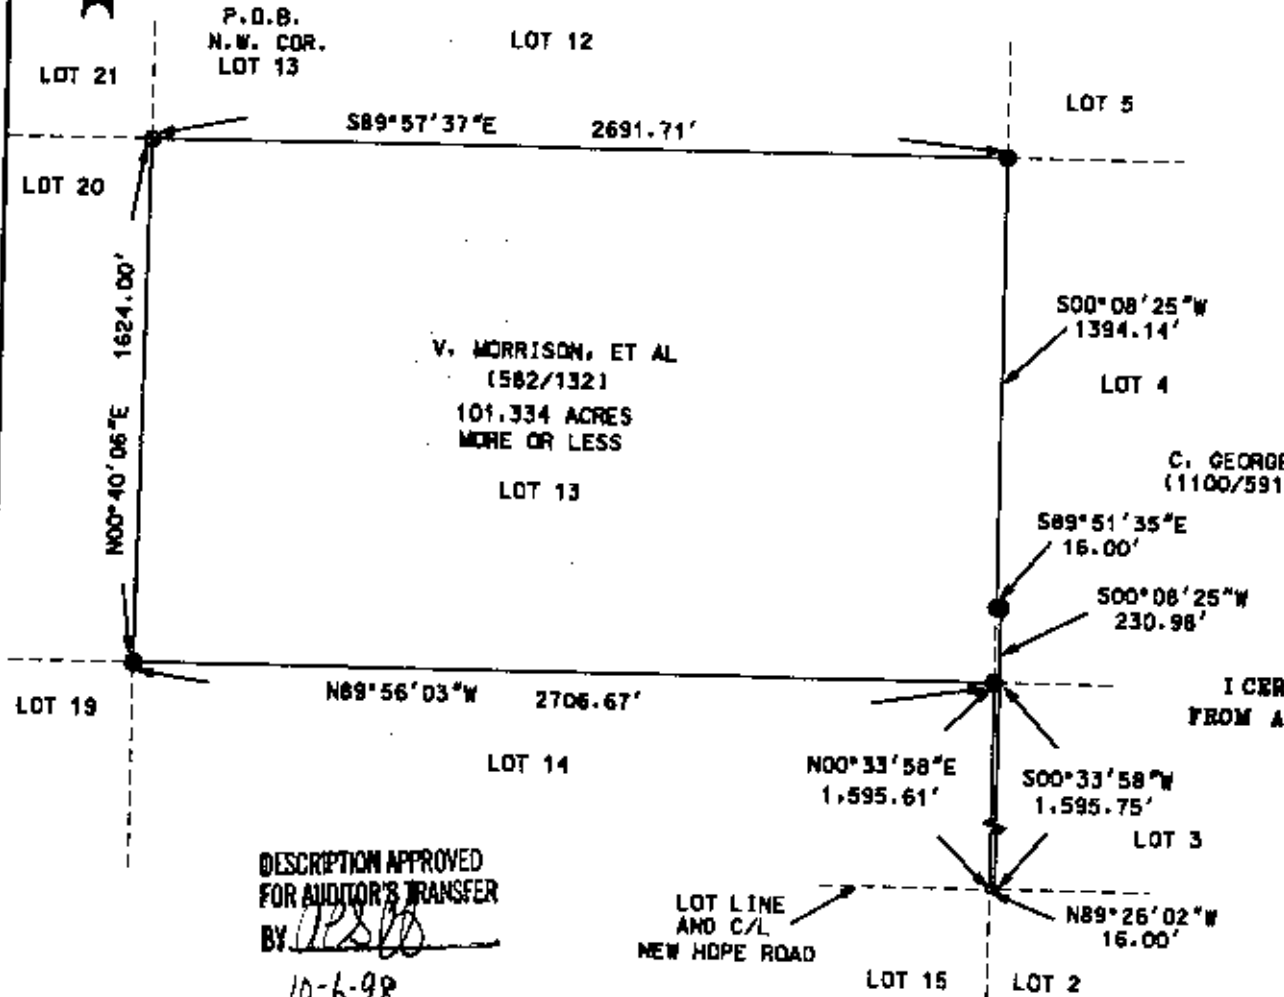 P.O.B.
N.W. COR.
LOT 13
LOT 12
LOT 21
LOT 5
S89°57'37"E 2691.71'
LOT 20
N00°40'06"E 1624.00'
S00°08'25"W
1394.14'
V. MORRISON, ET AL
(582/132)
101.334 ACRES
MORE OR LESS
LOT 13
LOT 4
C. GEORGE
(1100/591
S89°51'35"E
16.00'
S00°08'25"W
230.98'
N89°56'03"W 2706.67'
LOT 19
I CER
FROM A
LOT 14
N00°33'58"E
1,595.61'
S00°33'58"W
1,595.75'
LOT 3
DESCRIPTION APPROVED
FOR AUDITOR'S TRANSFER
BY
10-6-98
LOT LINE
AND C/L
NEW HOPE ROAD
N89°26'02"W
16.00'
LOT 15
LOT 2